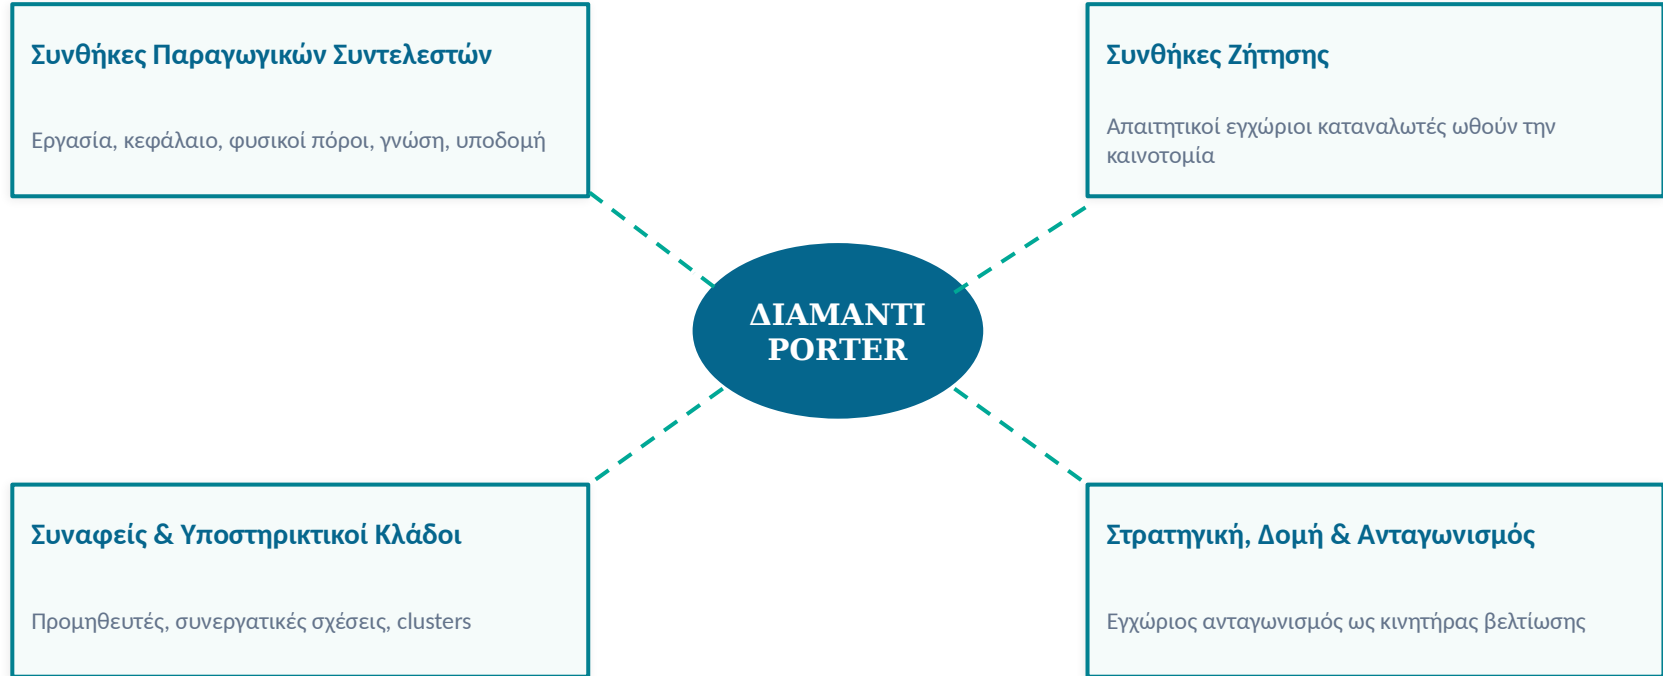 Συνθήκες Παραγωγικών Συντελεστών
Εργασία, κεφάλαιο, φυσικοί πόροι, γνώση, υποδομή
Συνθήκες Ζήτησης
Απαιτητικοί εγχώριοι καταναλωτές ωθούν την
καινοτομία
ΔΙΑΜΑΝΤΙ
PORTER
Συναφείς & Υποστηρικτικοί Κλάδοι
Προμηθευτές, συνεργατικές σχέσεις, clusters
Στρατηγική, Δομή & Ανταγωνισμός
Εγχώριος ανταγωνισμός ως κινητήρας βελτίωσης